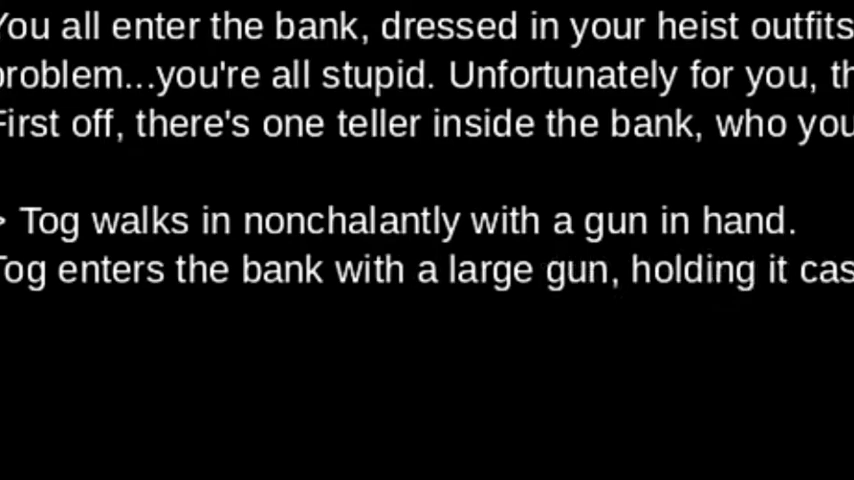 You all enter the bank, dressed in your heist outfits
problem...you're all stupid. Unfortunately for you, th
First off, there's one teller inside the bank, who you
> Tog walks in nonchalantly with a gun in hand.
Tog enters the bank with a large gun, holding it cas